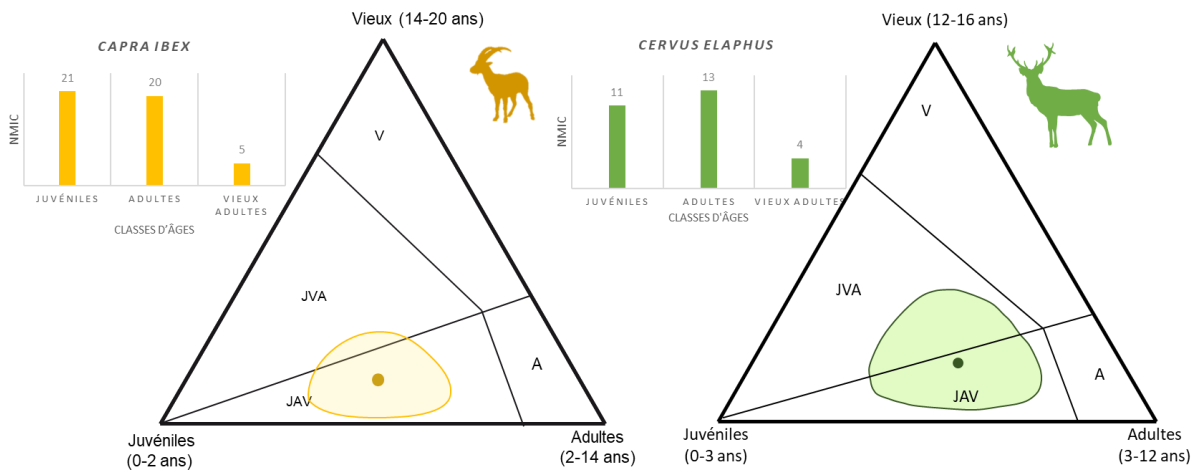 CAPRA IBEX
NMIC
21
20
5
JUVÉNILES
ADULTES
VIEUX
ADULTES
CLASSES D'ÂGES
Vieux (14-20 ans)
V
JVA
JAV
A
Juvéniles
(0-2 ans)
Adultes
(2-14 ans)
CERVUS ELAPHUS
NMIC
11
13
4
JUVÉNILES
ADULTES
VIEUX ADULTES
CLASSES D'ÂGES
Vieux (12-16 ans)
V
JVA
JAV
A
Juvéniles
(0-3 ans)
Adultes
(3-12 ans)